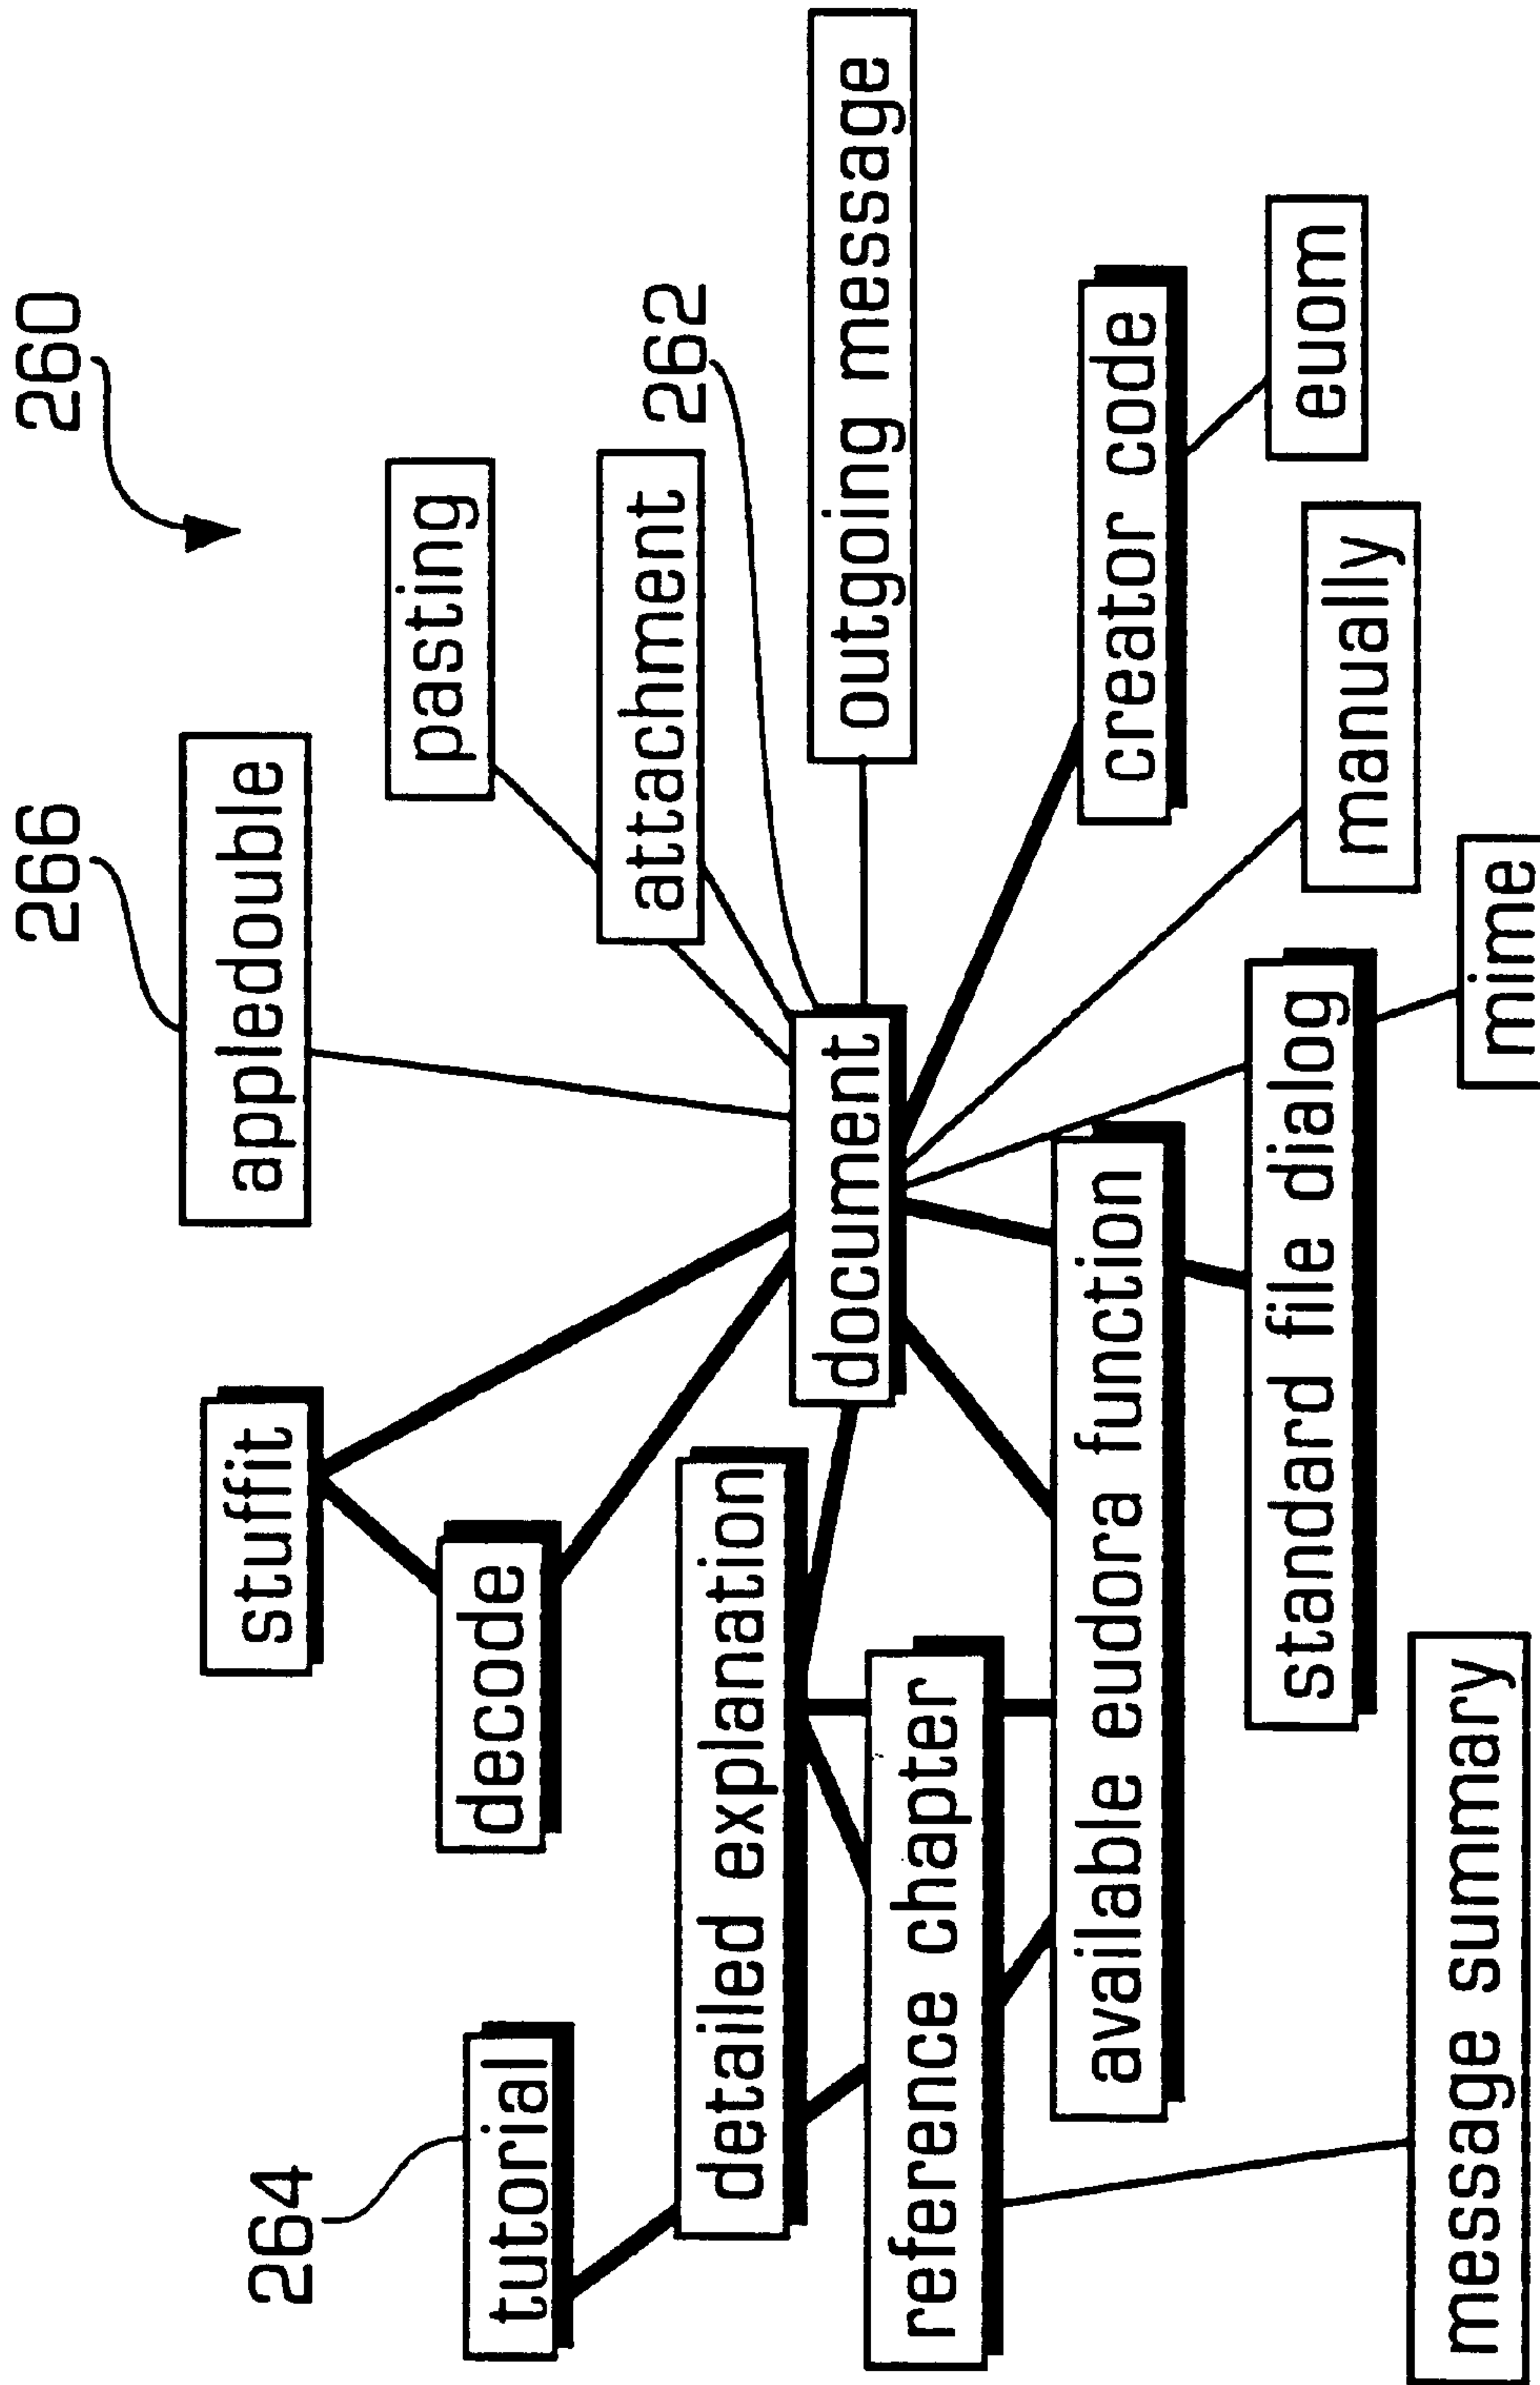 260
266
264
appledouble
stuffit
pasting
tutorial
decode
attachment
262
detailed explanation
document
outgoing message
reference chapter
available eudora function
creator code
standard file dialog
euom
manually
message summary
mime